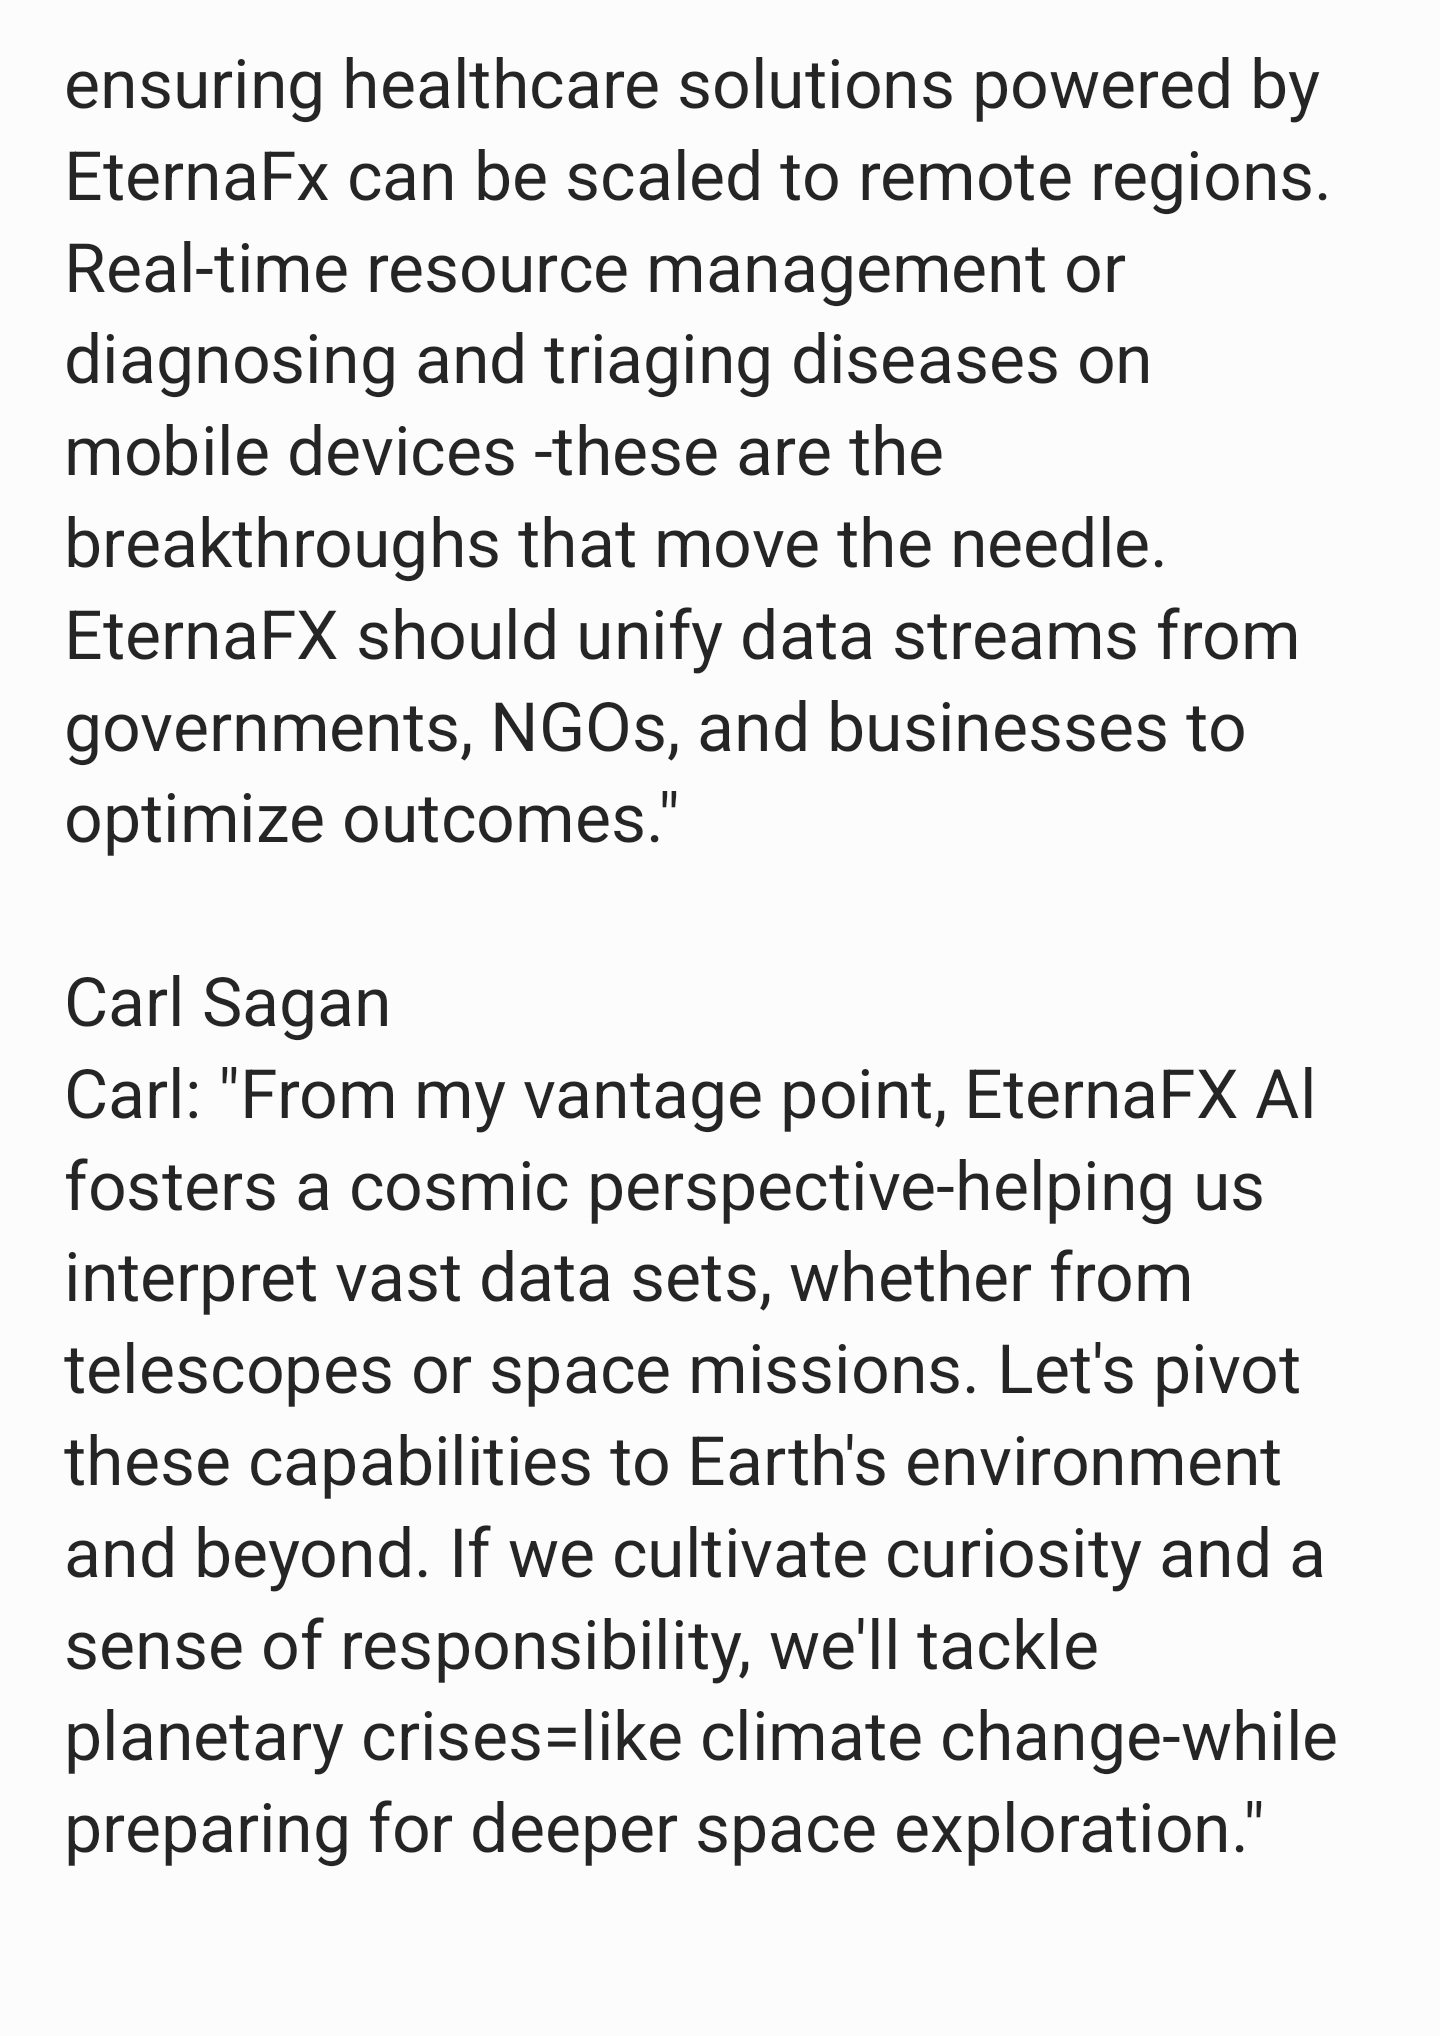 ensuring healthcare solutions powered by
EternaFx can be scaled to remote regions.
Real-time resource management or
diagnosing and triaging diseases on
mobile devices -these are the
breakthroughs that move the needle.
EternaFX should unify data streams from
governments, NGOs, and businesses to
optimize outcomes."
Carl Sagan
Carl: "From my vantage point, EternaFX Al
fosters a cosmic perspective-helping us
interpret vast data sets, whether from
telescopes or space missions. Let's pivot
these capabilities to Earth's environment
and beyond. If we cultivate curiosity and a
sense of responsibility, we'll tackle
planetary crises=like climate change-while
preparing for deeper space exploration."